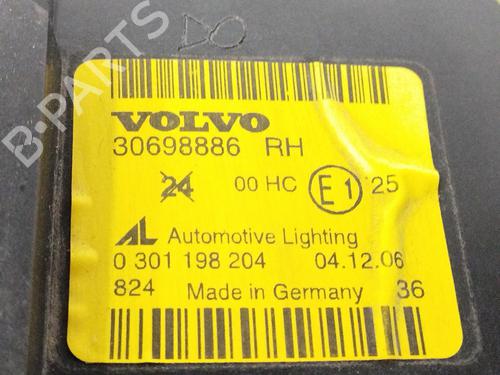 DO
B-PARTS
VOLVO
30698886 RH
24 00 HC E1 25
AL Automotive Lighting
0 301 198 204 04.12.06
824 Made in Germany 36